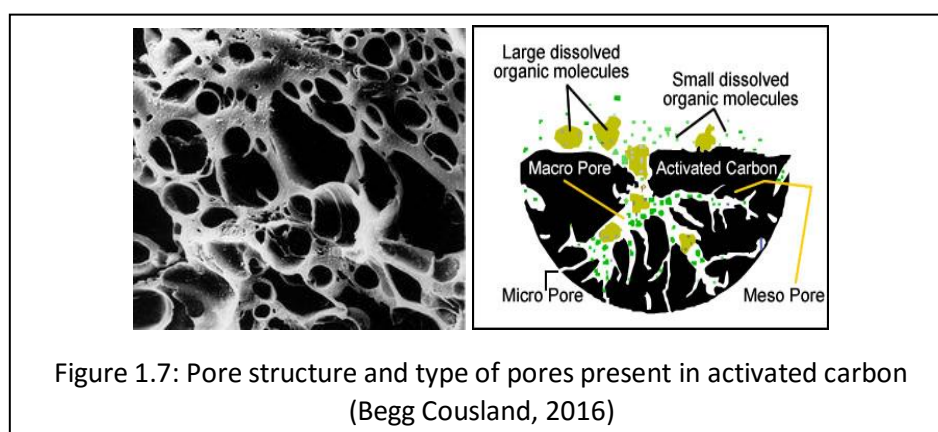 Large dissolved
organic molecules
Small dissolved
organic molecules
Macro Pore
Activated Carbon
Micro Pore
Meso Pore
Figure 1.7: Pore structure and type of pores present in activated carbon
(Begg Cousland, 2016)